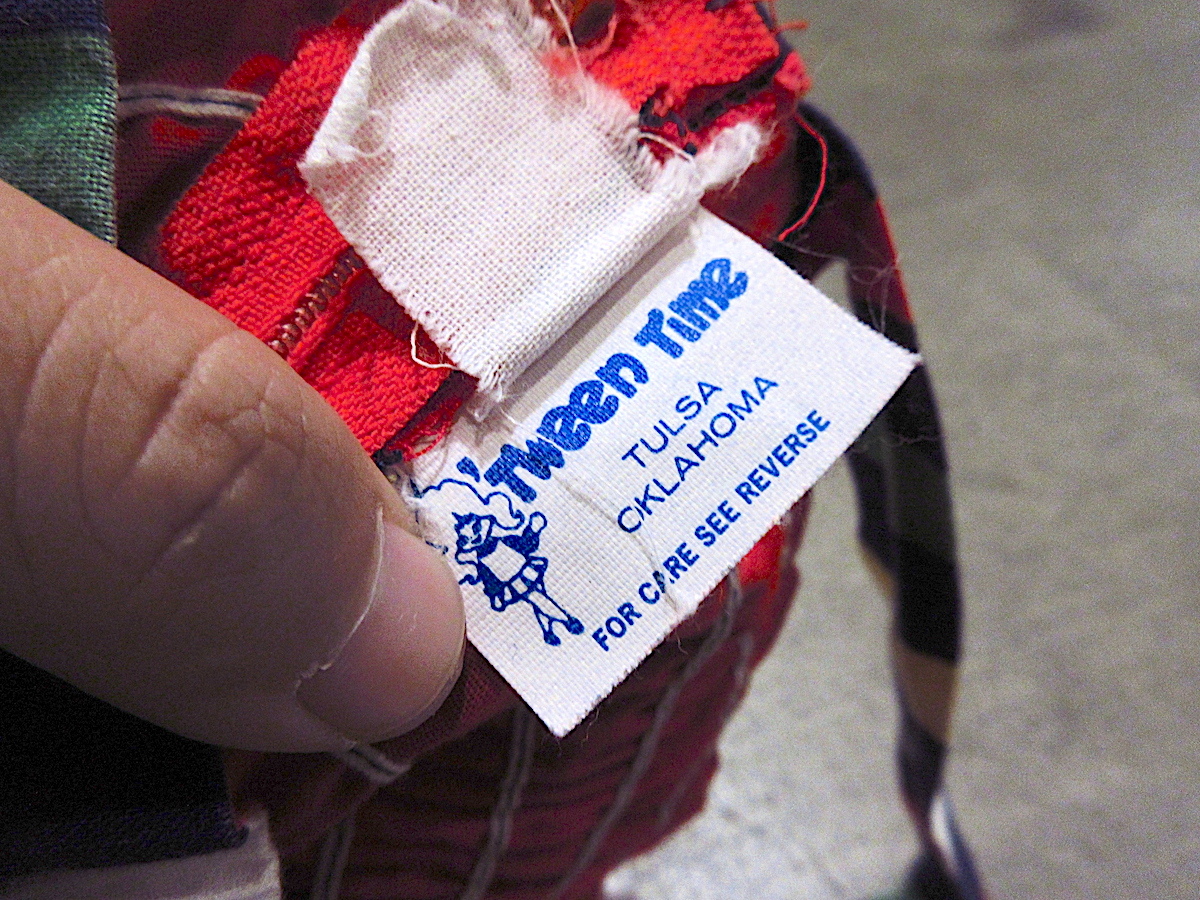 'Tween Time
TULSA
OKLAHOMA
FOR CARE SEE REVERSE